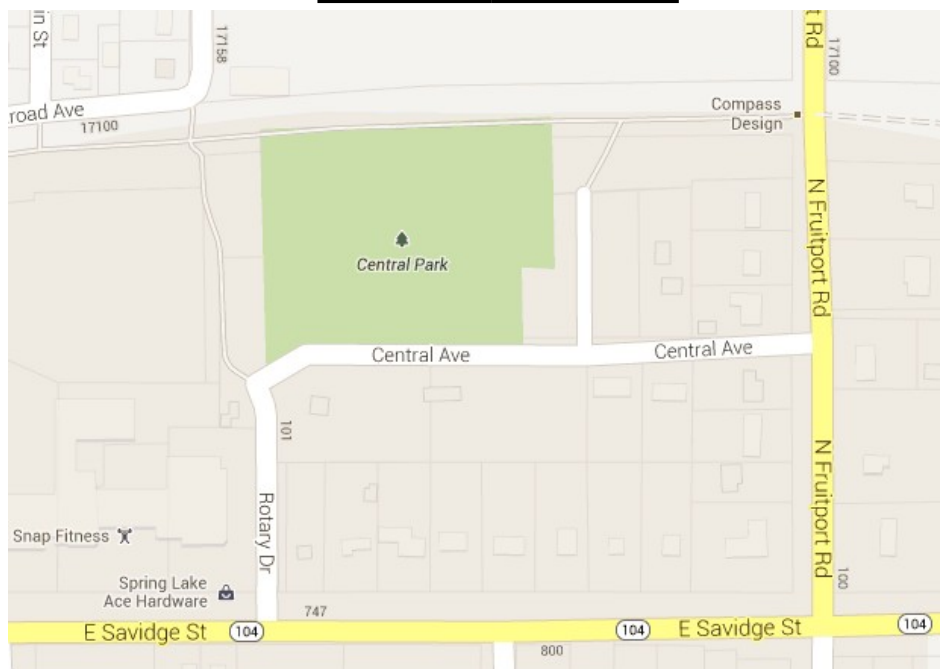 in St
17158
t Rd
17100
road Ave
17100
Compass
Design
N Fruitport Rd
Central Park
Central Ave
Central Ave
101
N Fruitport Rd
Rotary Dr
Snap Fitness
Spring Lake
Ace Hardware
100
747
E Savidge St
104
104
E Savidge St
104
800